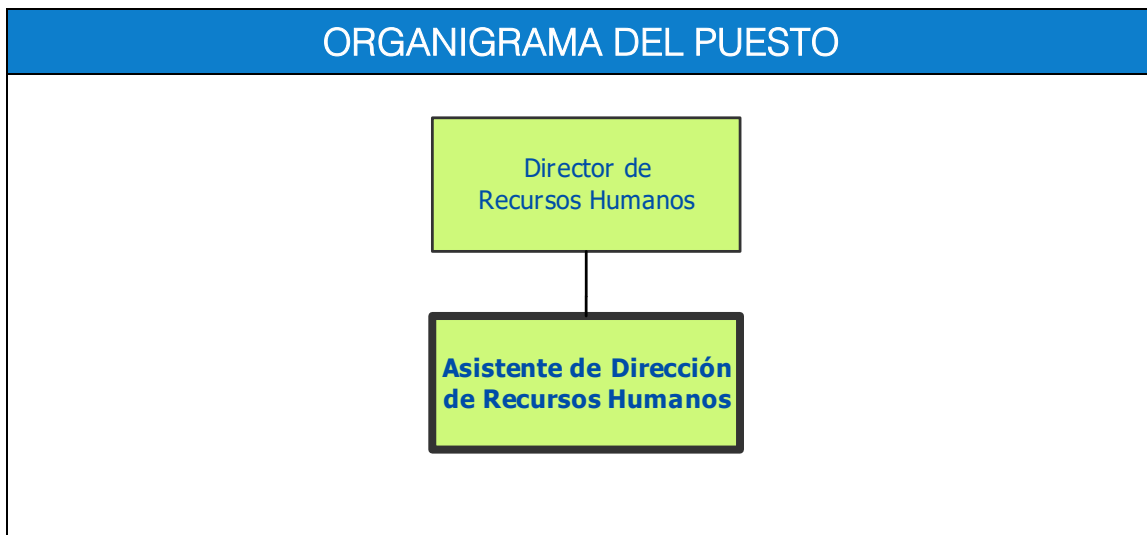 ORGANIGRAMA DEL PUESTO
Director de
Recursos Humanos
Asistente de Dirección
de Recursos Humanos